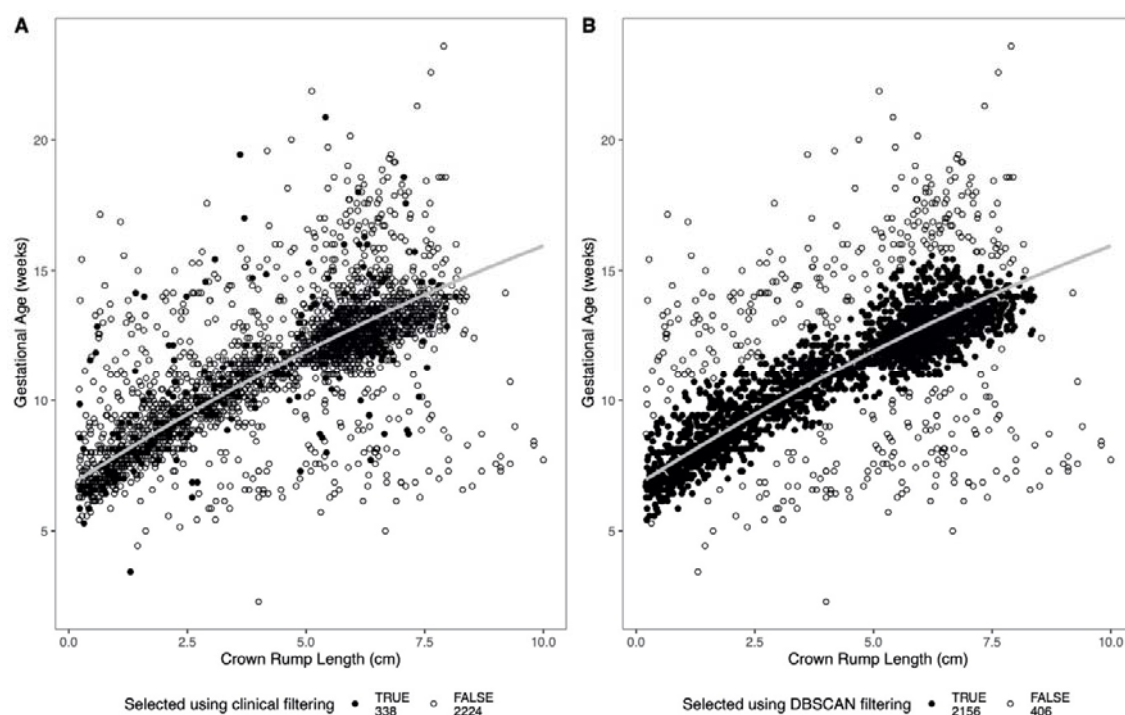 A
B
Gestational Age (weeks)
20
15
10
5
0.0 2.5 5.0 7.5 10.0
Crown Rump Length (cm)
Selected using clinical filtering TRUE 338 FALSE 2224
Gestational Age (weeks)
20
15
10
5
0.0 2.5 5.0 7.5 10.0
Crown Rump Length (cm)
Selected using DBSCAN filtering TRUE 2156 FALSE 406